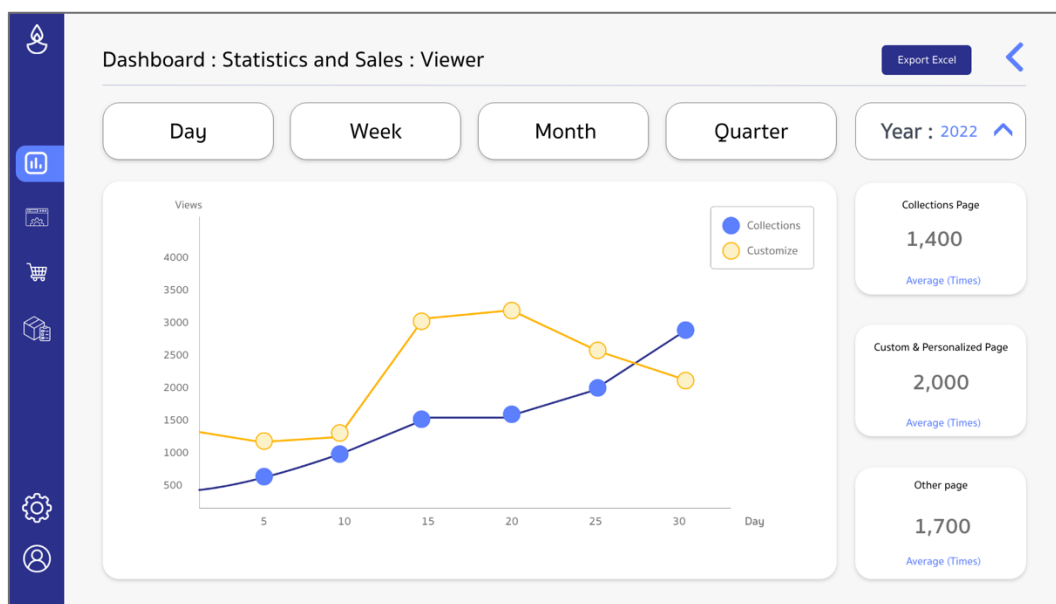 Dashboard : Statistics and Sales : Viewer
Export Excel
Day
Week
Month
Quarter
Year : 2022
Views
4000
3500
3000
2500
2000
1500
1000
500
5
10
15
20
25
30
Day
Collections
Customize
Collections Page
1,400
Average (Times)
Custom & Personalized Page
2,000
Average (Times)
Other page
1,700
Average (Times)